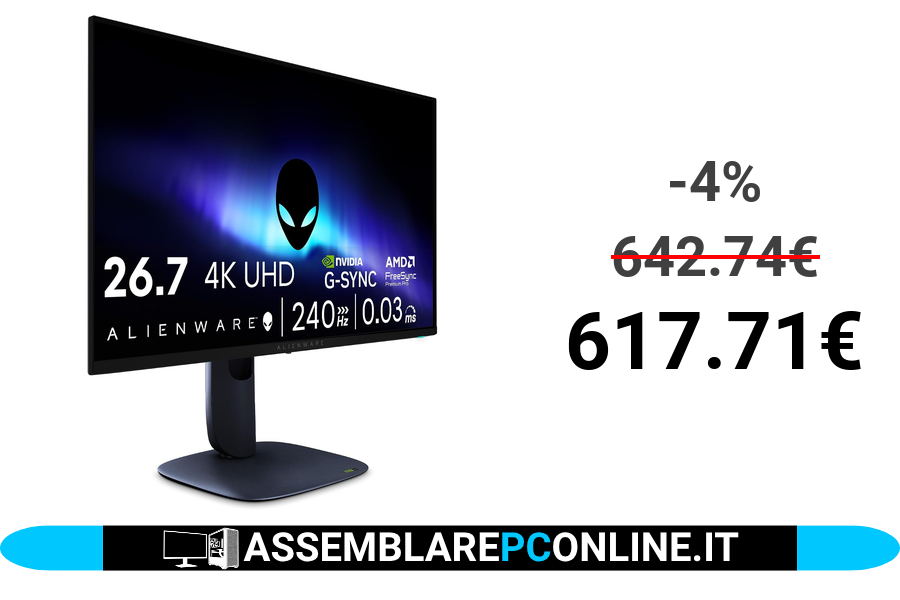 26.7 4K UHD
NVIDIA G-SYNC
AMD FreeSync Premium Pro
ALIENWARE
240 Hz
0.03 ms
ALIENWARE
-4%
642.74€
617.71€
ASSEMBLAREPCONLINE.IT